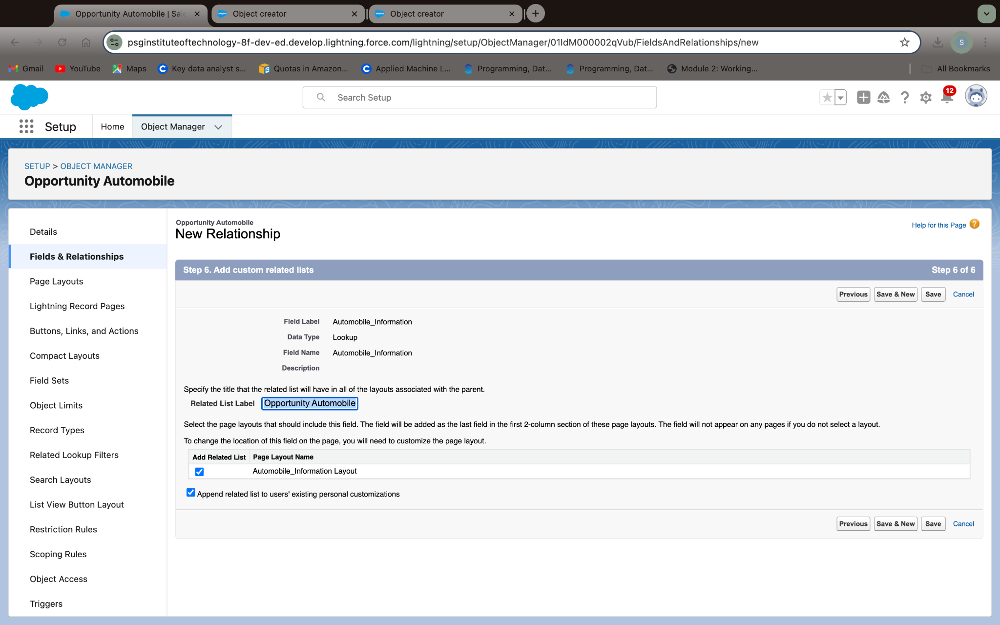 Opportunity Automobile | Sale
Object creator
Object creator
psginstituteoftechnology-8f-dev-ed.develop.lightning.force.com/lightning/setup/ObjectManager/01IdM000002qVub/FieldsAndRelationships/new
S
Gmail
YouTube
Maps
Key data analyst s...
Quotas in Amazon...
Applied Machine L...
Programming, Dat...
Programming, Dat...
Module 2: Working...
All Bookmarks
Search Setup
12
Setup
Home
Object Manager
SETUP > OBJECT MANAGER
Opportunity Automobile
Details
Fields & Relationships
Page Layouts
Lightning Record Pages
Buttons, Links, and Actions
Compact Layouts
Field Sets
Object Limits
Record Types
Related Lookup Filters
Search Layouts
List View Button Layout
Restriction Rules
Scoping Rules
Object Access
Triggers
Opportunity Automobile
New Relationship
Help for this Page ?
Step 6. Add custom related lists
Step 6 of 6
Previous Save & New Save Cancel
Field Label Automobile_Information
Data Type Lookup
Field Name Automobile_Information
Description
Specify the title that the related list will have in all of the layouts associated with the parent.
Related List Label Opportunity Automobile
Select the page layouts that should include this field. The field will be added as the last field in the first 2-column section of these page layouts. The field will not appear on any pages if you do not select a layout.
To change the location of this field on the page, you will need to customize the page layout.
Add Related List Page Layout Name
Automobile_Information Layout
Append related list to users' existing personal customizations
Previous Save & New Save Cancel